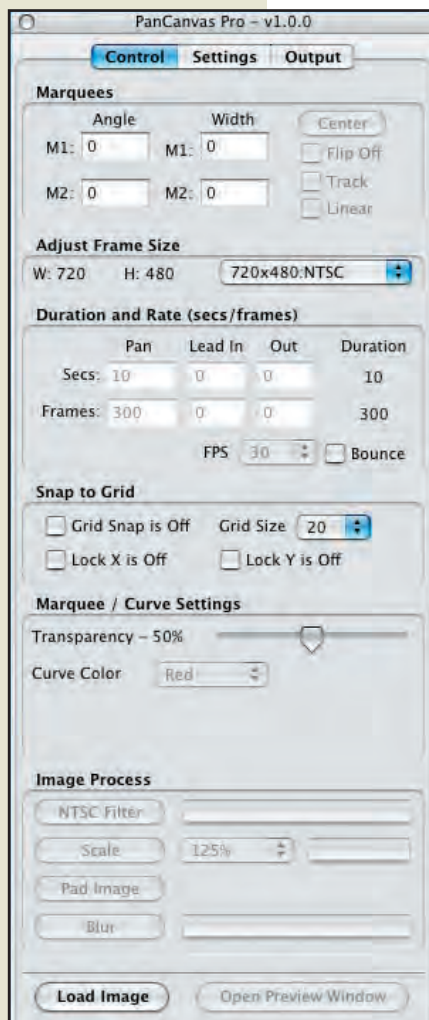 PanCanvas Pro – v1.0.0
Control Settings Output
Marquees
Angle Width Center
M1: 0 M1: 0 Flip Off
Track
M2: 0 M2: 0 Linear
Adjust Frame Size
W: 720 H: 480 720x480:NTSC
Duration and Rate (secs/frames)
Pan Lead In Out Duration
Secs: 10 0 0 10
Frames: 300 0 0 300
FPS 30 Bounce
Snap to Grid
Grid Snap is Off Grid Size 20
Lock X is Off Lock Y is Off
Marquee / Curve Settings
Transparency – 50%
Curve Color Red
Image Process
NTSC Filter
Scale 125%
Pad Image
Blur
Load Image Open Preview Window